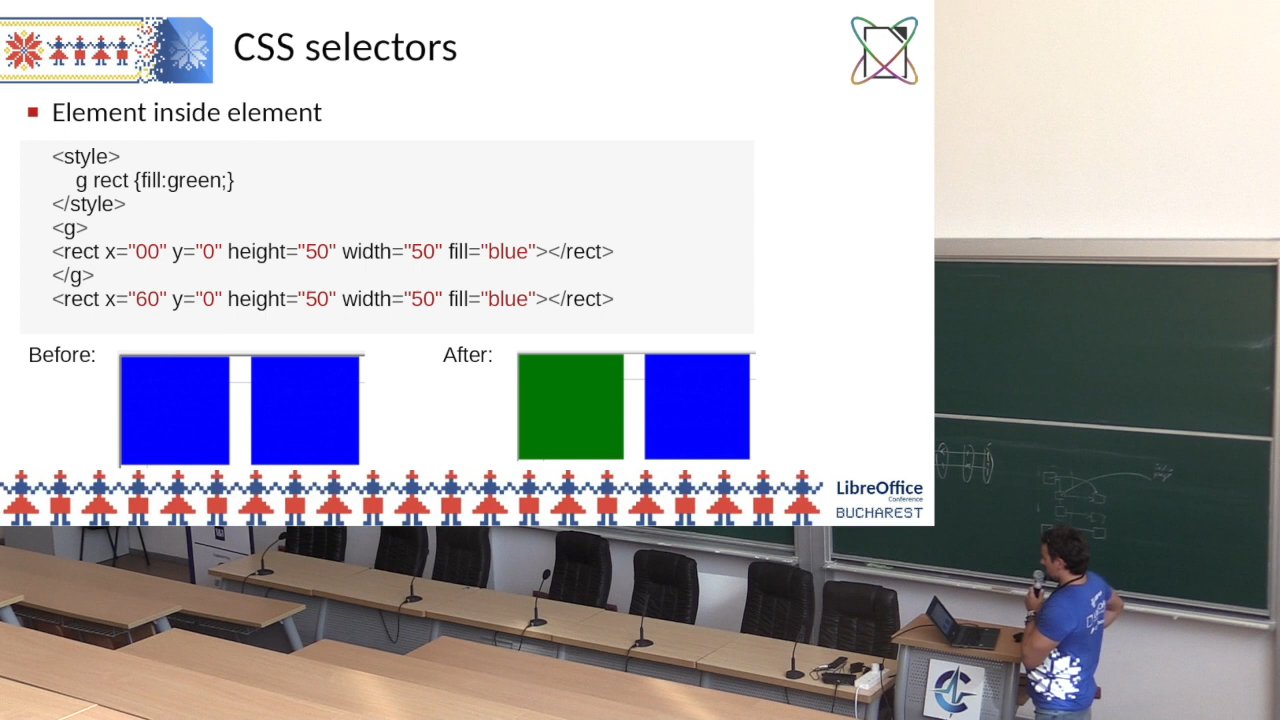 CSS selectors
Element inside element
<style>
g rect {fill:green;}
</style>
<g>
<rect x="00" y="0" height="50" width="50" fill="blue"></rect>
</g>
<rect x="60" y="0" height="50" width="50" fill="blue"></rect>
Before:
After:
LibreOffice
Conference
BUCHAREST